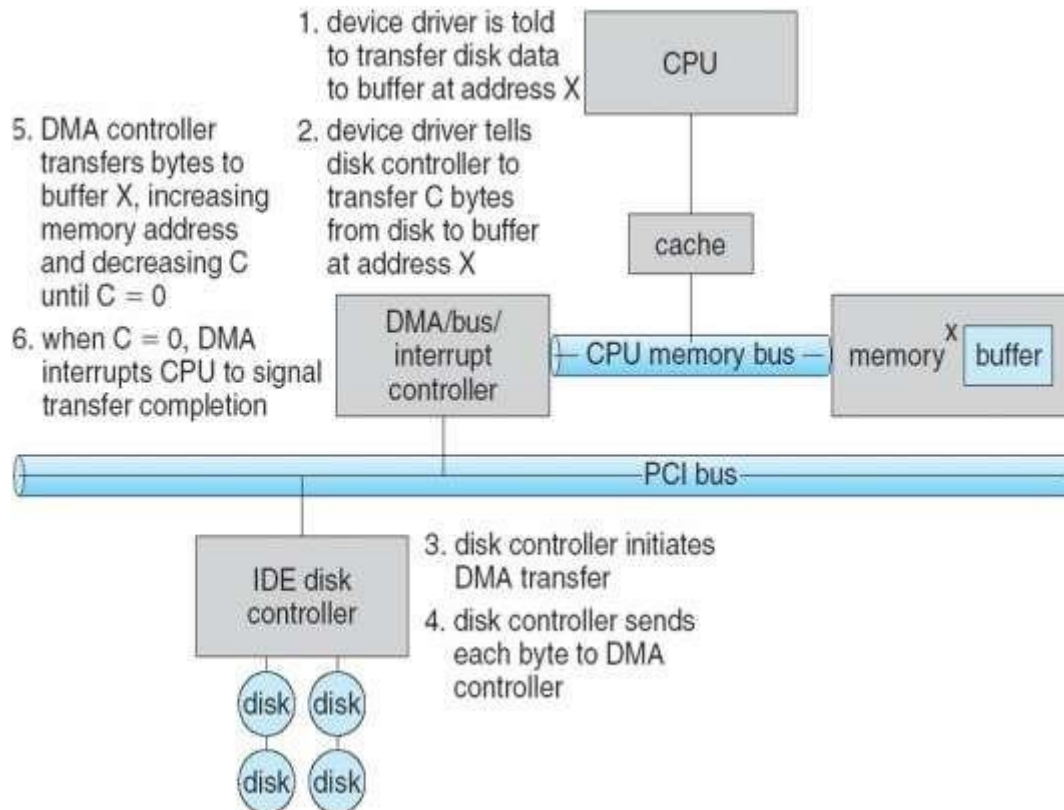 1. device driver is told
to transfer disk data
to buffer at address X
CPU
5. DMA controller
transfers bytes to
buffer X, increasing
memory address
and decreasing C
until C = 0
2. device driver tells
disk controller to
transfer C bytes
from disk to buffer
at address X
cache
6. when C = 0, DMA
interrupts CPU to signal
transfer completion
DMA/bus/
interrupt
controller
CPU memory bus
memory
X
buffer
PCI bus
IDE disk
controller
3. disk controller initiates
DMA transfer
4. disk controller sends
each byte to DMA
controller
disk
disk
disk
disk